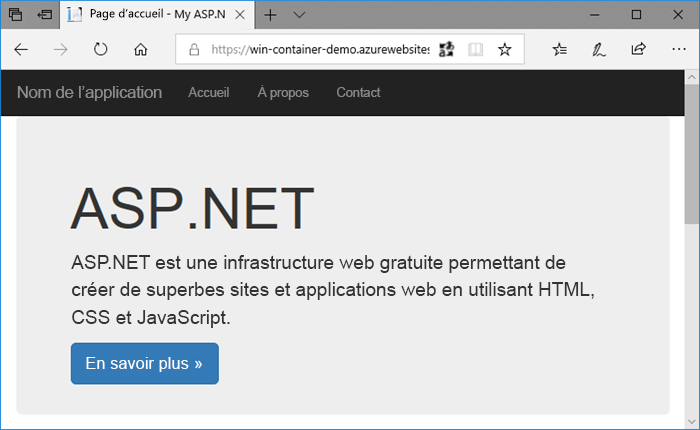 Page d’accueil - My ASP.N
https://win-container-demo.azurewebsites
Nom de l’application Accueil À propos Contact
ASP.NET
ASP.NET est une infrastructure web gratuite permettant de
créer de superbes sites et applications web en utilisant HTML,
CSS et JavaScript.
En savoir plus »